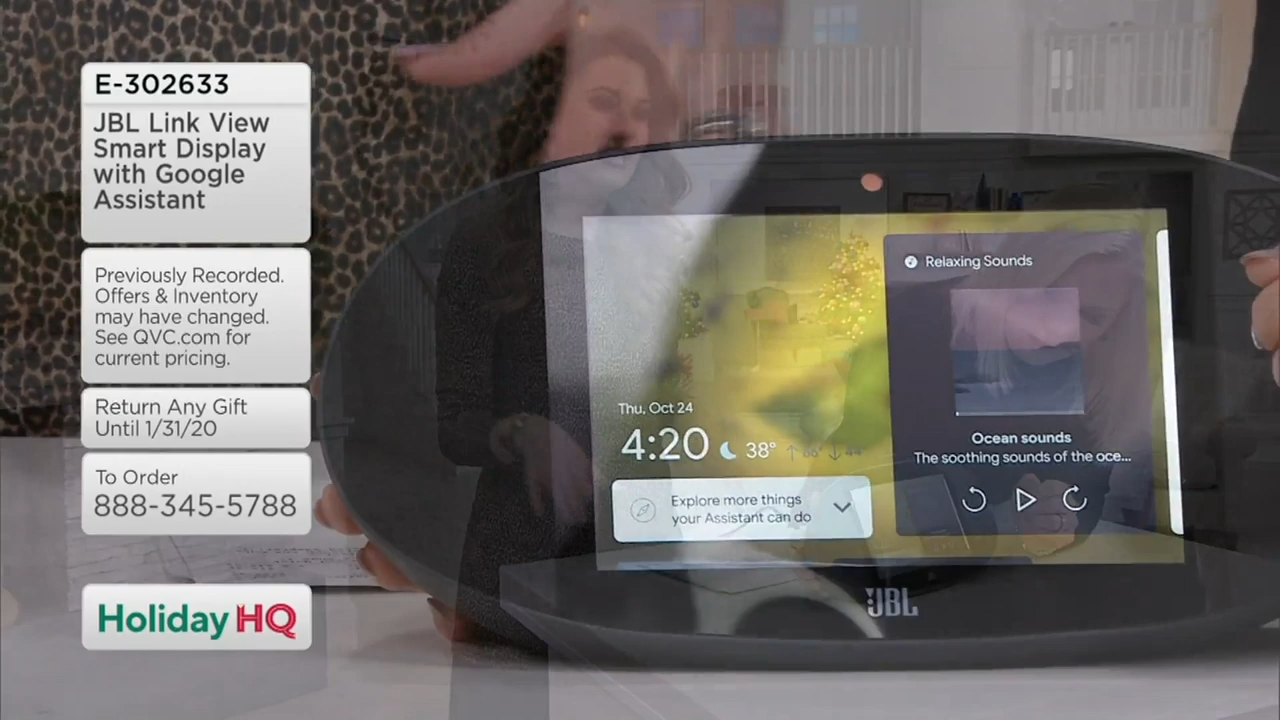 E-302633
JBL Link View
Smart Display
with Google
Assistant
Previously Recorded.
Offers & Inventory
may have changed.
See QVC.com for
current pricing.
Return Any Gift
Until 1/31/20
To Order
888-345-5788
Holiday HQ
Relaxing Sounds
Ocean sounds
The soothing sounds of the oce...
Thu, Oct 24
4:20 38°
Explore more things
your Assistant can do
JBL